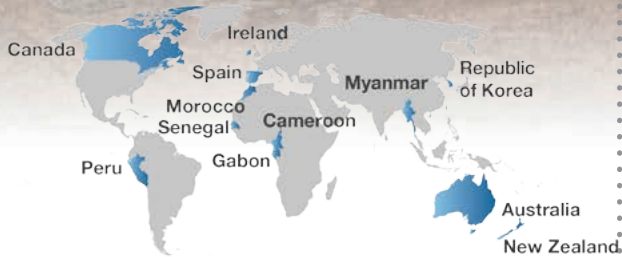 Canada
Ireland
Spain
Morocco
Senegal
Cameroon
Gabon
Peru
Myanmar
Republic
of Korea
Australia
New Zealand